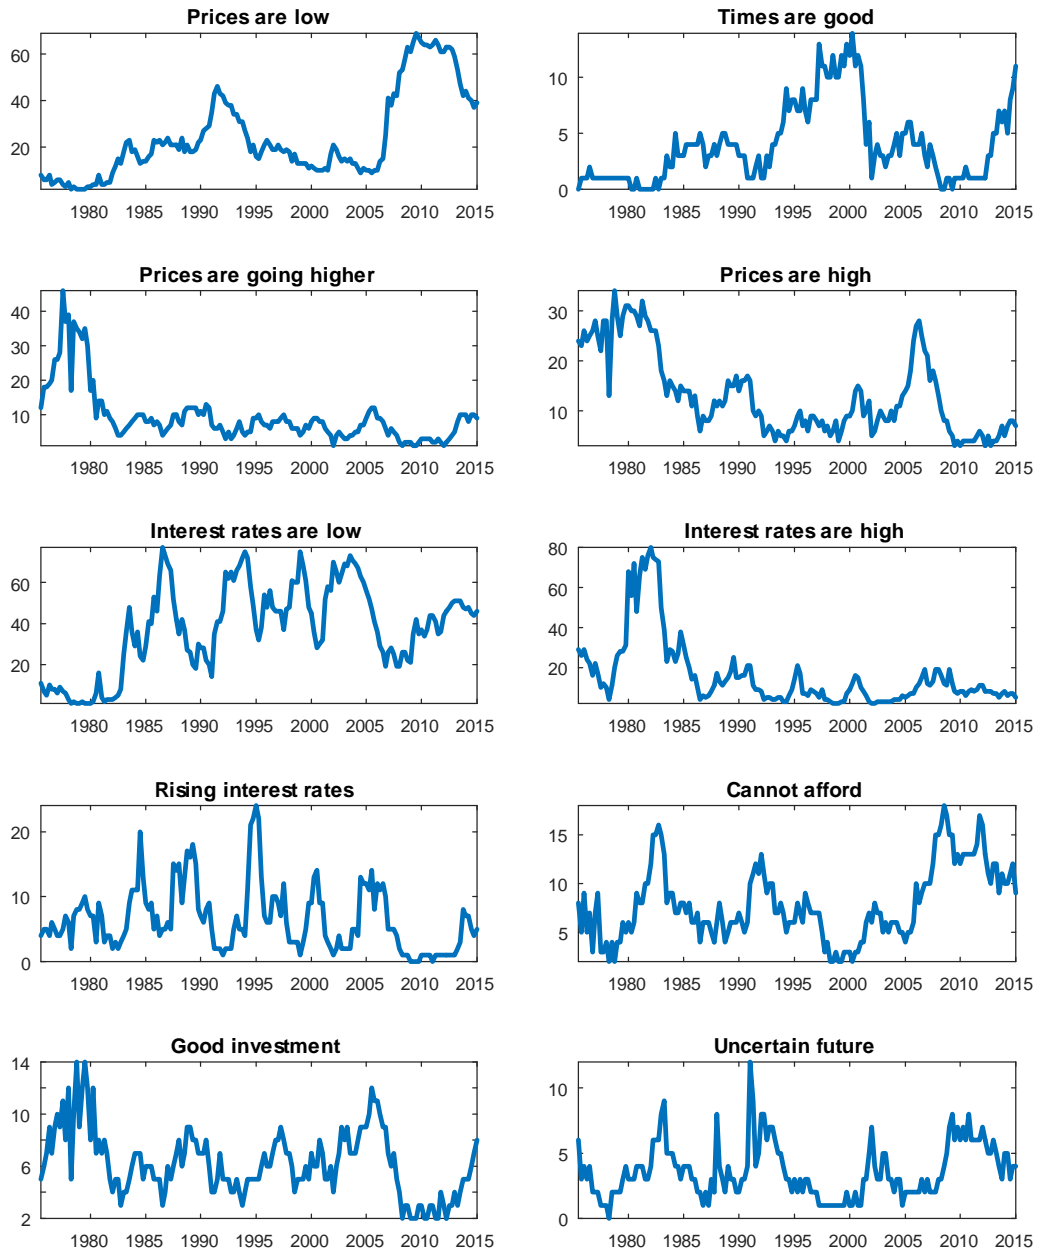 Prices are low
60
40
20
1980 1985 1990 1995 2000 2005 2010 2015
Times are good
10
5
0
1980 1985 1990 1995 2000 2005 2010 2015
Prices are going higher
40
30
20
10
1980 1985 1990 1995 2000 2005 2010 2015
Prices are high
30
20
10
1980 1985 1990 1995 2000 2005 2010 2015
Interest rates are low
60
40
20
1980 1985 1990 1995 2000 2005 2010 2015
Interest rates are high
80
60
40
20
1980 1985 1990 1995 2000 2005 2010 2015
Rising interest rates
20
10
0
1980 1985 1990 1995 2000 2005 2010 2015
Cannot afford
15
10
5
1980 1985 1990 1995 2000 2005 2010 2015
Good investment
14
10
6
2
1980 1985 1990 1995 2000 2005 2010 2015
Uncertain future
10
5
0
1980 1985 1990 1995 2000 2005 2010 2015